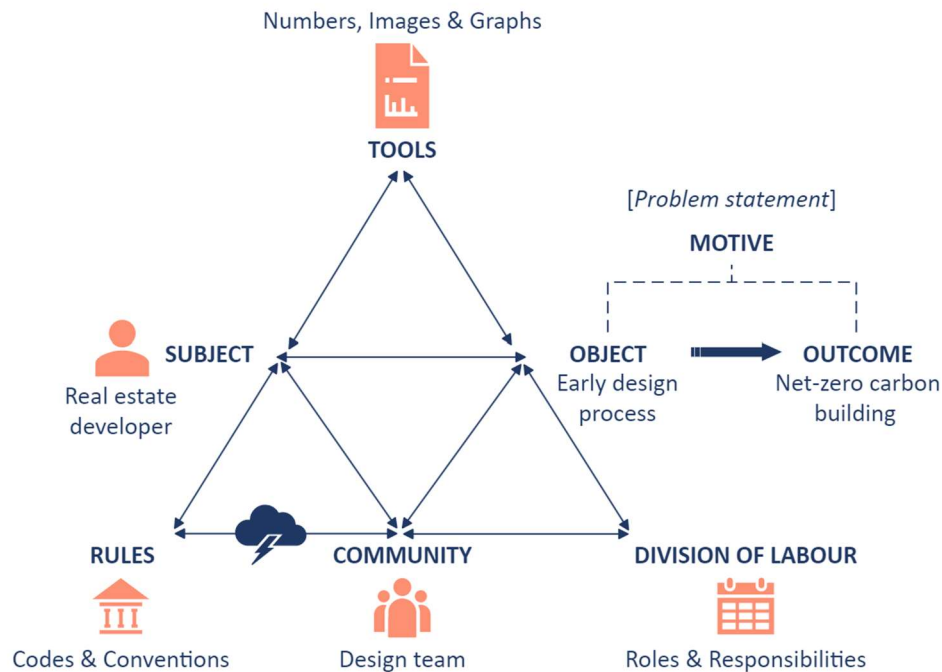 Numbers, Images & Graphs
TOOLS
[Problem statement]
MOTIVE
SUBJECT
Real estate
developer
OBJECT
Early design
process
OUTCOME
Net-zero carbon
building
RULES
Codes & Conventions
COMMUNITY
Design team
DIVISION OF LABOUR
Roles & Responsibilities